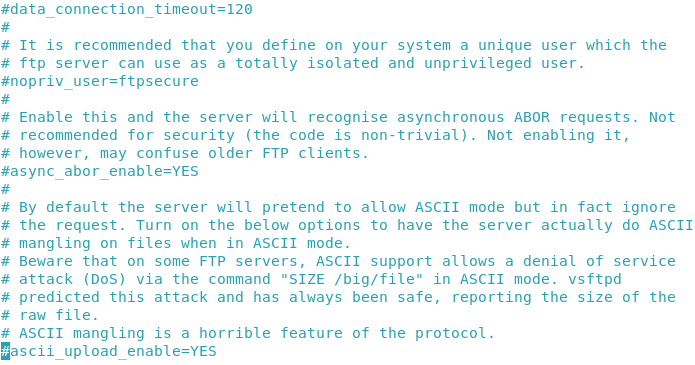 #data_connection_timeout=120
#
# It is recommended that you define on your system a unique user which the
# ftp server can use as a totally isolated and unprivileged user.
#nopriv_user=ftpsecure
#
# Enable this and the server will recognise asynchronous ABOR requests. Not
# recommended for security (the code is non-trivial). Not enabling it,
# however, may confuse older FTP clients.
#async_abor_enable=YES
#
# By default the server will pretend to allow ASCII mode but in fact ignore
# the request. Turn on the below options to have the server actually do ASCII
# mangling on files when in ASCII mode.
# Beware that on some FTP servers, ASCII support allows a denial of service
# attack (DoS) via the command "SIZE /big/file" in ASCII mode. vsftpd
# predicted this attack and has always been safe, reporting the size of the
# raw file.
# ASCII mangling is a horrible feature of the protocol.
#ascii_upload_enable=YES